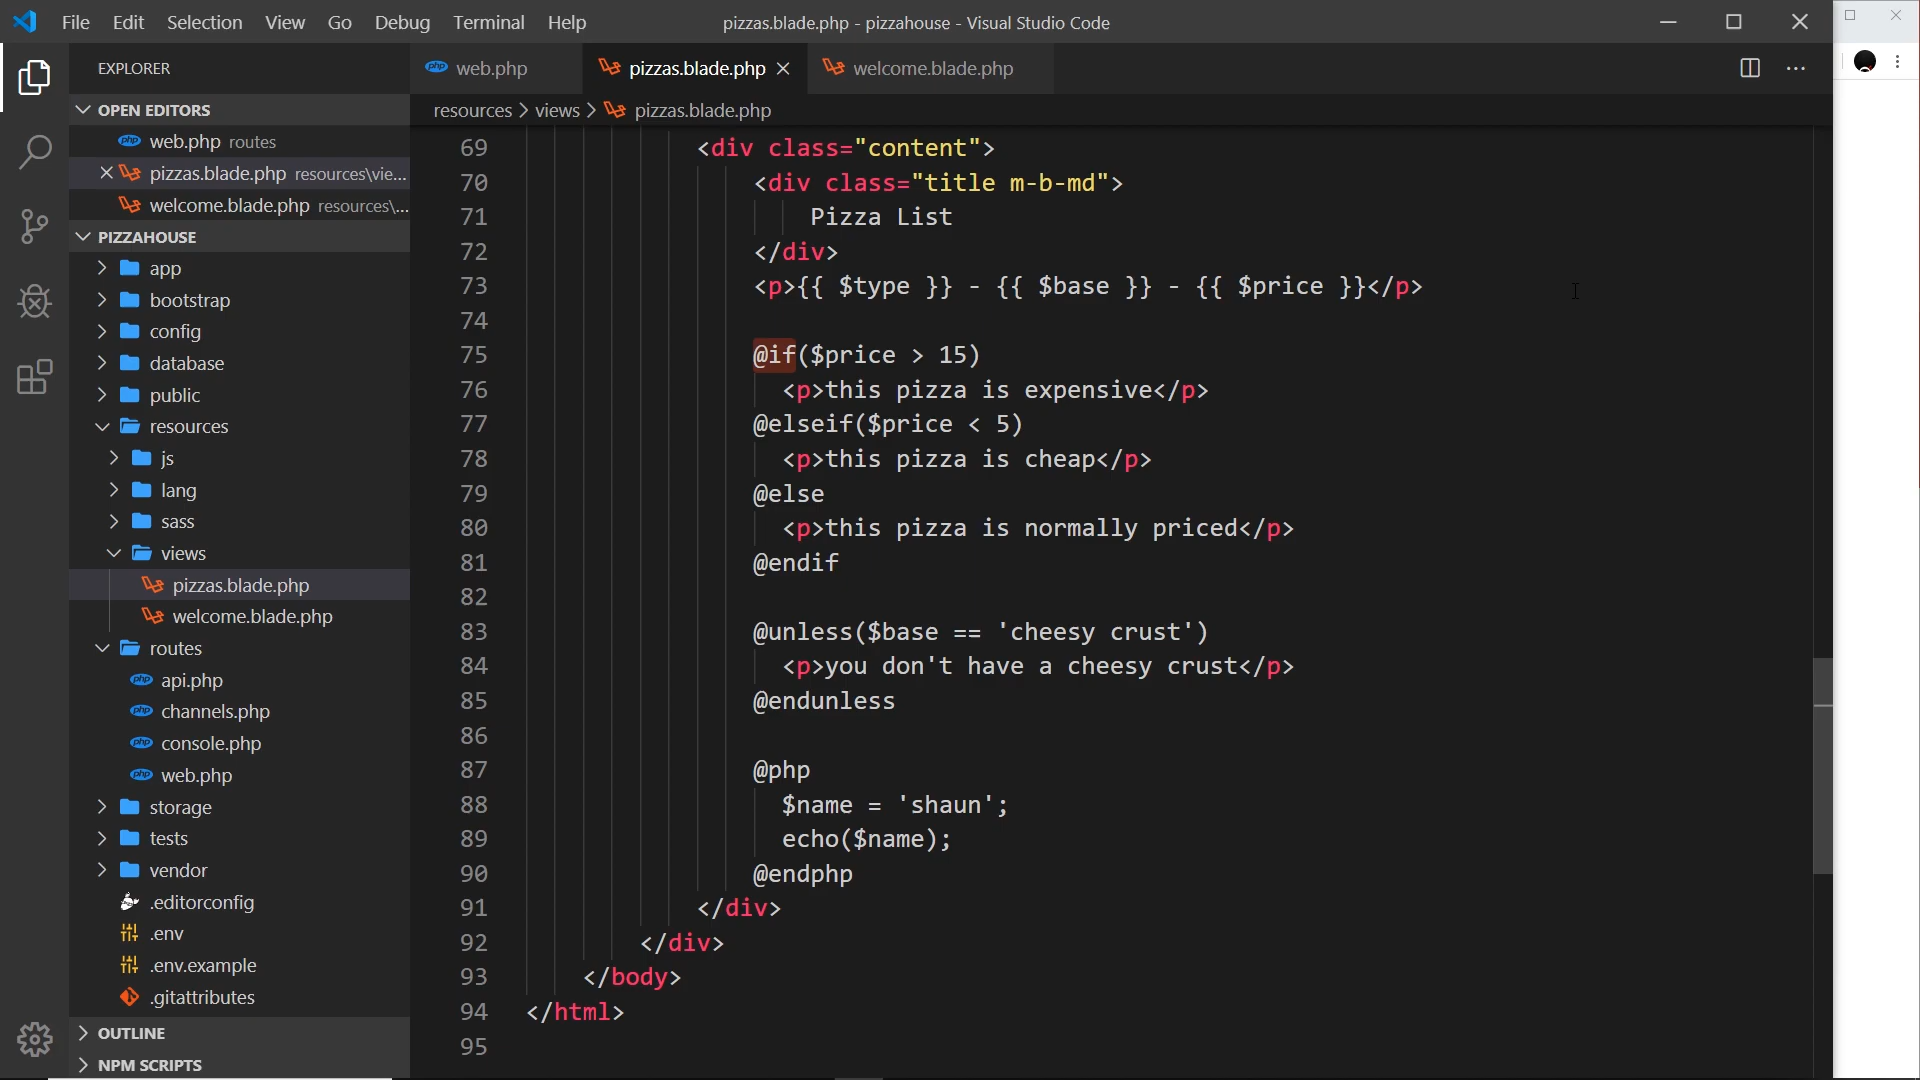 File Edit Selection View Go Debug Terminal Help
pizzas.blade.php - pizzahouse - Visual Studio Code
EXPLORER
OPEN EDITORS
php web.php routes
pizzas.blade.php resources\vie...
welcome.blade.php resources\...
PIZZAHOUSE
app
bootstrap
config
database
public
resources
js
lang
sass
views
pizzas.blade.php
welcome.blade.php
routes
php api.php
php channels.php
php console.php
php web.php
storage
tests
vendor
.editorconfig
.env
.env.example
.gitattributes
OUTLINE
NPM SCRIPTS
php web.php
pizzas.blade.php
welcome.blade.php
resources > views > pizzas.blade.php
69 <div class="content">
70 <div class="title m-b-md">
71 Pizza List
72 </div>
73 <p>{{ $type }} - {{ $base }} - {{ $price }}</p>
74
75 @if($price > 15)
76 <p>this pizza is expensive</p>
77 @elseif($price < 5)
78 <p>this pizza is cheap</p>
79 @else
80 <p>this pizza is normally priced</p>
81 @endif
82
83 @unless($base == 'cheesy crust')
84 <p>you don't have a cheesy crust</p>
85 @endunless
86
87 @php
88 $name = 'shaun';
89 echo($name);
90 @endphp
91 </div>
92 </div>
93 </body>
94 </html>
95